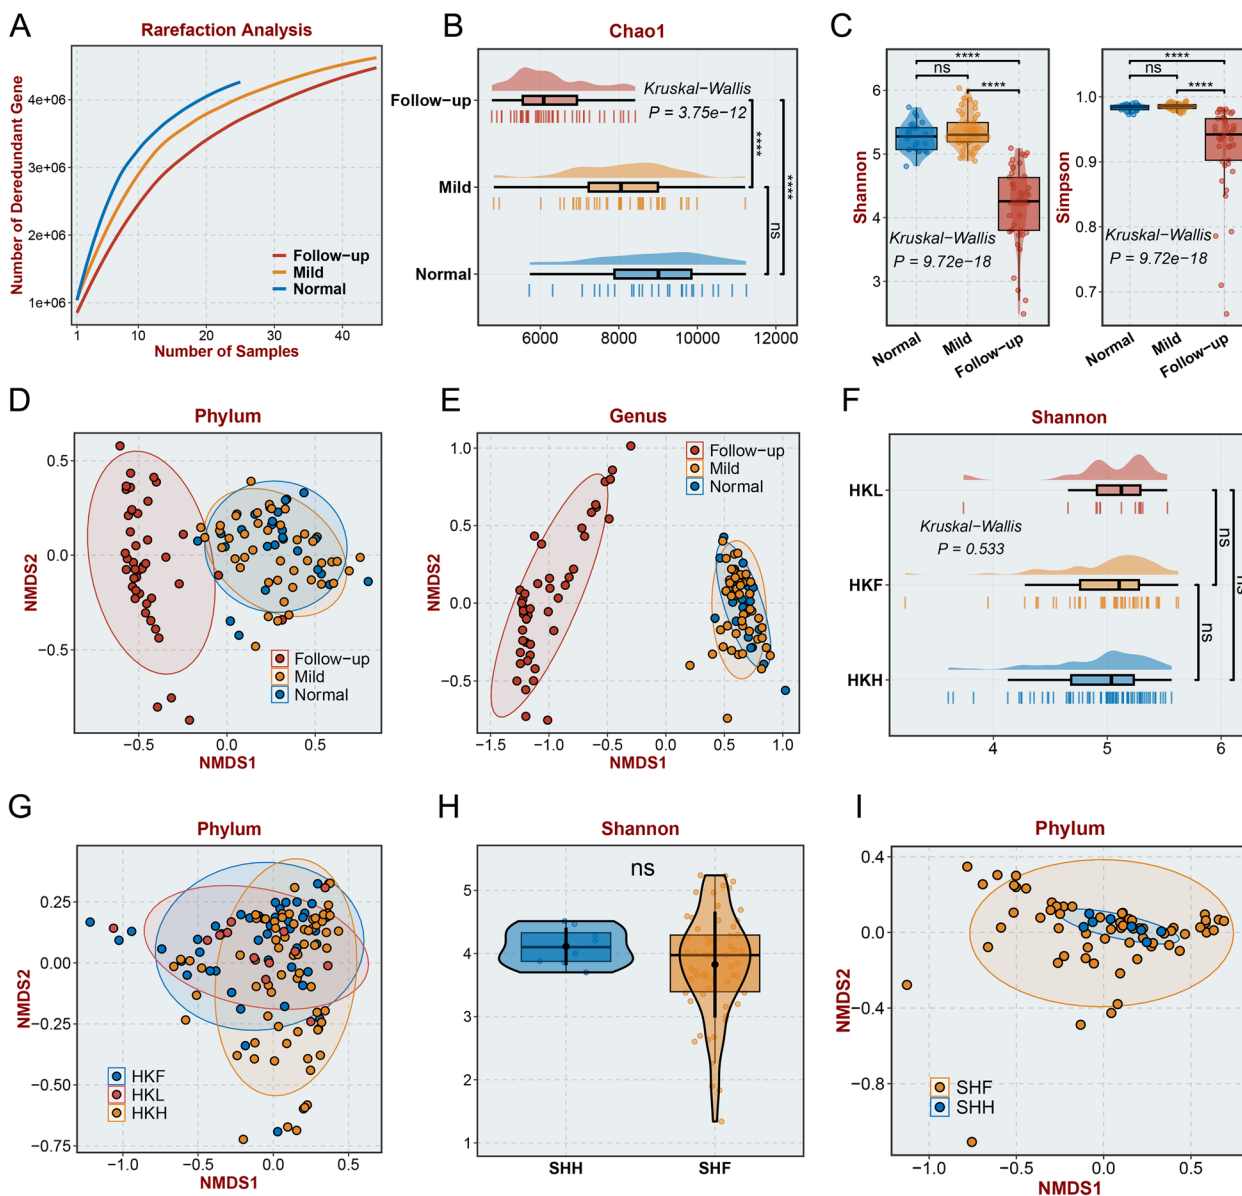 A
Rarefaction Analysis
Number of Deredundant Gene
4e+06
3e+06
2e+06
1e+06
Follow-up
Mild
Normal
1
10
20
30
40
Number of Samples
B
Chao1
Follow-up
Mild
Normal
Kruskal-Wallis
P = 3.75e-12
****
****
ns
6000
8000
10000
12000
C
Shannon
6
5
4
3
****
ns
****
Kruskal-Wallis
P = 9.72e-18
Normal
Mild
Follow-up
Simpson
1.0
0.9
0.8
0.7
****
ns
****
Kruskal-Wallis
P = 9.72e-18
Normal
Mild
Follow-up
D
Phylum
NMDS2
0.5
0.0
-0.5
Follow-up
Mild
Normal
-0.5
0.0
0.5
NMDS1
E
Genus
NMDS2
1.0
0.5
0.0
-0.5
Follow-up
Mild
Normal
-1.5
-1.0
-0.5
0.0
0.5
1.0
NMDS1
F
Shannon
HKL
HKF
HKH
Kruskal-Wallis
P = 0.533
ns
ns
4
5
6
G
Phylum
NMDS2
0.25
0.00
-0.25
-0.50
-0.75
HKF
HKL
HKH
-1.0
-0.5
0.0
0.5
NMDS1
H
Shannon
ns
5
4
3
2
1
SHH
SHF
I
Phylum
NMDS2
0.4
0.0
-0.4
-0.8
SHF
SHH
-1.0
-0.5
0.0
0.5
NMDS1